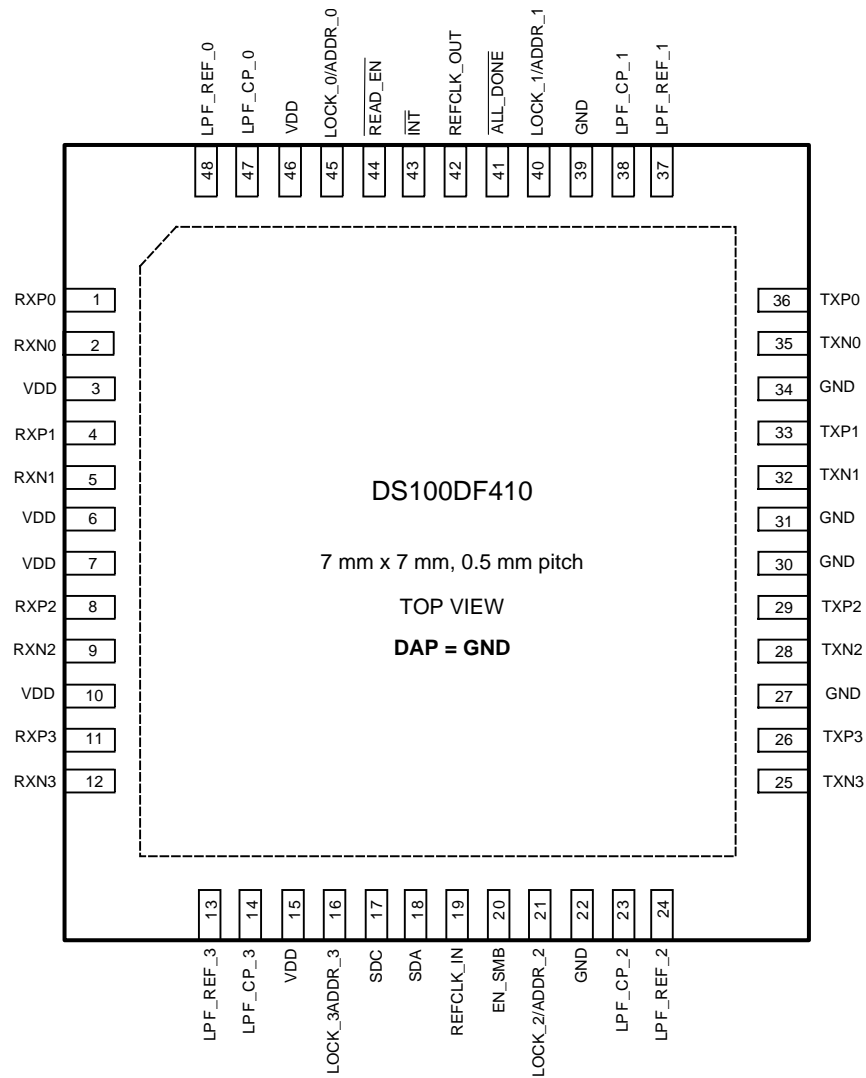 LPF_REF_0
LPF_CP_0
VDD
LOCK_0/ADDR_0
READ_EN
INT
REFCLK_OUT
ALL_DONE
LOCK_1/ADDR_1
GND
LPF_CP_1
LPF_REF_1
48
47
46
45
44
43
42
41
40
39
38
37
RXP0 1
RXN0 2
VDD 3
RXP1 4
RXN1 5
VDD 6
VDD 7
RXP2 8
RXN2 9
VDD 10
RXP3 11
RXN3 12
DS100DF410
7 mm x 7 mm, 0.5 mm pitch
TOP VIEW
DAP = GND
36 TXP0
35 TXN0
34 GND
33 TXP1
32 TXN1
31 GND
30 GND
29 TXP2
28 TXN2
27 GND
26 TXP3
25 TXN3
13
14
15
16
17
18
19
20
21
22
23
24
LPF_REF_3
LPF_CP_3
VDD
LOCK_3ADDR_3
SDC
SDA
REFCLK_IN
EN_SMB
LOCK_2/ADDR_2
GND
LPF_CP_2
LPF_REF_2